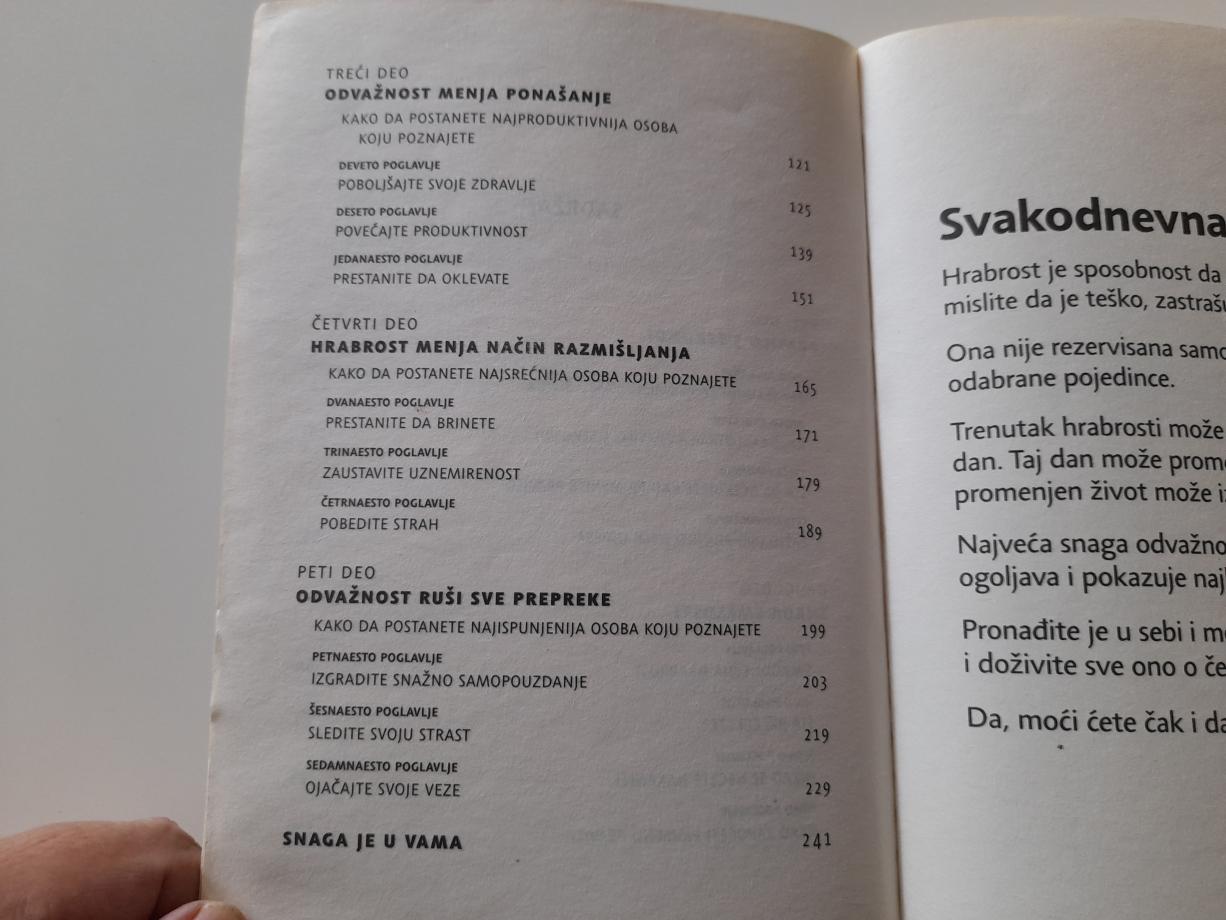 TREĆI DEO
ODVAŽNOST MENJA PONAŠANJE
KAKO DA POSTANETE NAJPRODUKTIVNIJA OSOBA
KOJU POZNAJETE 121
DEVETO POGLAVLJE
POBOLJŠAJTE SVOJE ZDRAVLJE 125
DESETO POGLAVLJE
POVEČAJTE PRODUKTIVNOST 139
JEDANAESTO POGLAVLJE
PRESTANITE DA OKLEVATE 151
ČETVRTI DEO
HRABROST MENJA NAČIN RAZMIŠLJANJA
KAKO DA POSTANETE NAJSREĆNIJA OSOBA KOJU POZNAJETE 165
DVANAESTO POGLAVLJE
PRESTANITE DA BRINETE 171
TRINAESTO POGLAVLJE
ZAUSTAVITE UZNEMIRENOST 179
ČETRNAESTO POGLAVLJE
POBEDITE STRAH 189
PETI DEO
ODVAŽNOST RUŠI SVE PREPREKE
KAKO DA POSTANETE NAJISPUNJENIJA OSOBA KOJU POZNAJETE 199
PETNAESTO POGLAVLJE
IZGRADITE SNAŽNO SAMOPOUZDANJE 203
ŠESNAESTO POGLAVLJE
SLEDITE SVOJU STRAST 219
SEDAMNAESTO POGLAVLJE
OJAČAJTE SVOJE VEZE 229
SNAGA JE U VAMA 241
Svakodnevna
Hrabrost je sposobnost da
mislite da je teško,
Ona nije rezervisana samo
odabrane pojedince.
Trenutak hrabrosti može
dan. Taj dan može
promenjen život može
Najveća snaga
ogoljava i pokazuje
Pronađite je u sebi i
i doživite sve ono o
Da, moći ćete čak i